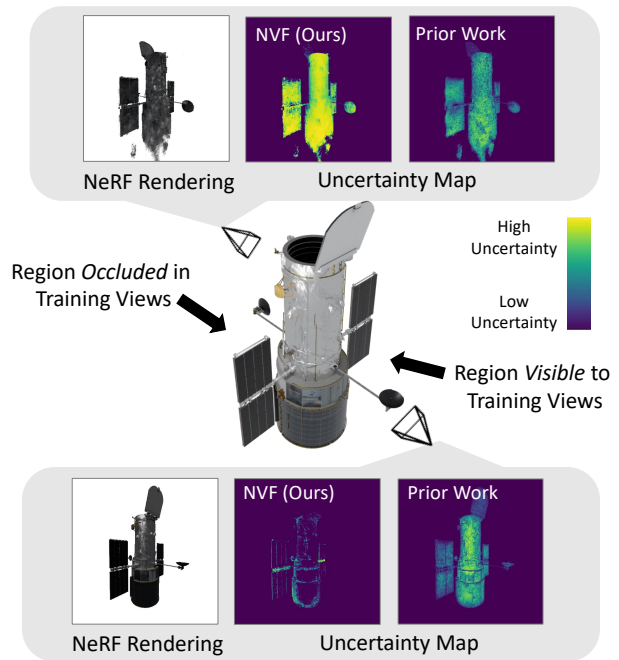 NVF (Ours)
Prior Work
NeRF Rendering
Uncertainty Map
High
Uncertainty
Low
Uncertainty
Region Occluded in
Training Views
Region Visible to
Training Views
NVF (Ours)
Prior Work
NeRF Rendering
Uncertainty Map